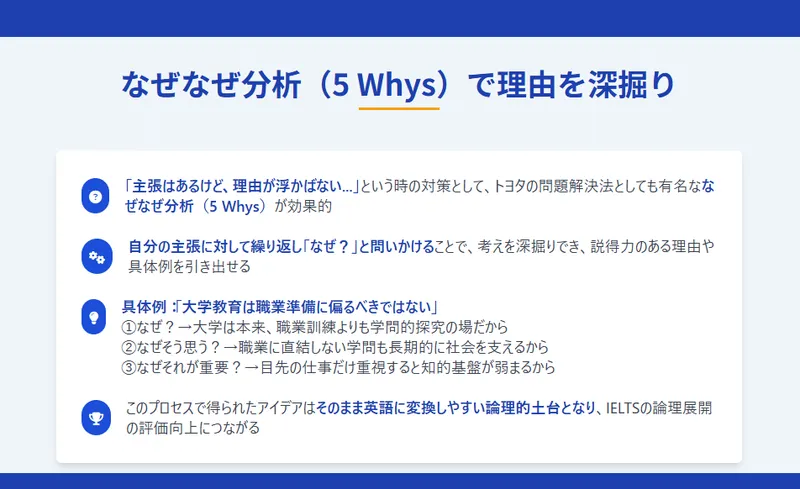 なぜなぜ分析（5 Whys）で理由を深掘り
「主張はあるけど、理由が浮かばない...」という時の対策として、トヨタの問題解決法としても有名なな
ぜなぜ分析（5 Whys）が効果的
自分の主張に対して繰り返し「なぜ？」と問いかけることで、考えを深掘りでき、説得力のある理由や
具体例を引き出せる
具体例：「大学教育は職業準備に偏るべきではない」
①なぜ？→大学は本来、職業訓練よりも学問的探究の場だから
②なぜそう思う？→職業に直結しない学問も長期的に社会を支えるから
③なぜそれが重要？→目先の仕事だけ重視すると知的基盤が弱まるから
このプロセスで得られたアイデアはそのまま英語に変換しやすい論理的土台となり、IELTSの論理展開
の評価向上につながる